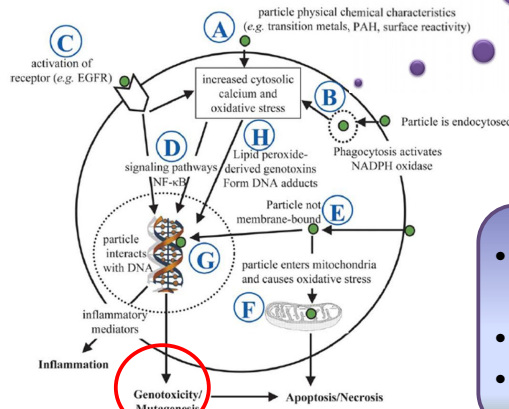 particle physical chemical characteristics
(e.g. transition metals, PAH, surface reactivity)
A
C
activation of
receptor (e.g. EGFR)
increased cytosolic
calcium and
oxidative stress
B
Particle is endocytosed
Phagocytosis activates
NADPH oxidase
D
signaling pathways
NF-κB
H
Lipid peroxide-
derived genotoxins
Form DNA adducts
Particle not
membrane-bound
E
particle
interacts
with DNA
G
particle enters mitochondria
and causes oxidative stress
F
inflammatory
mediators
Inflammation
Genotoxicity/
Mutagenesis
Apoptosis/Necrosis